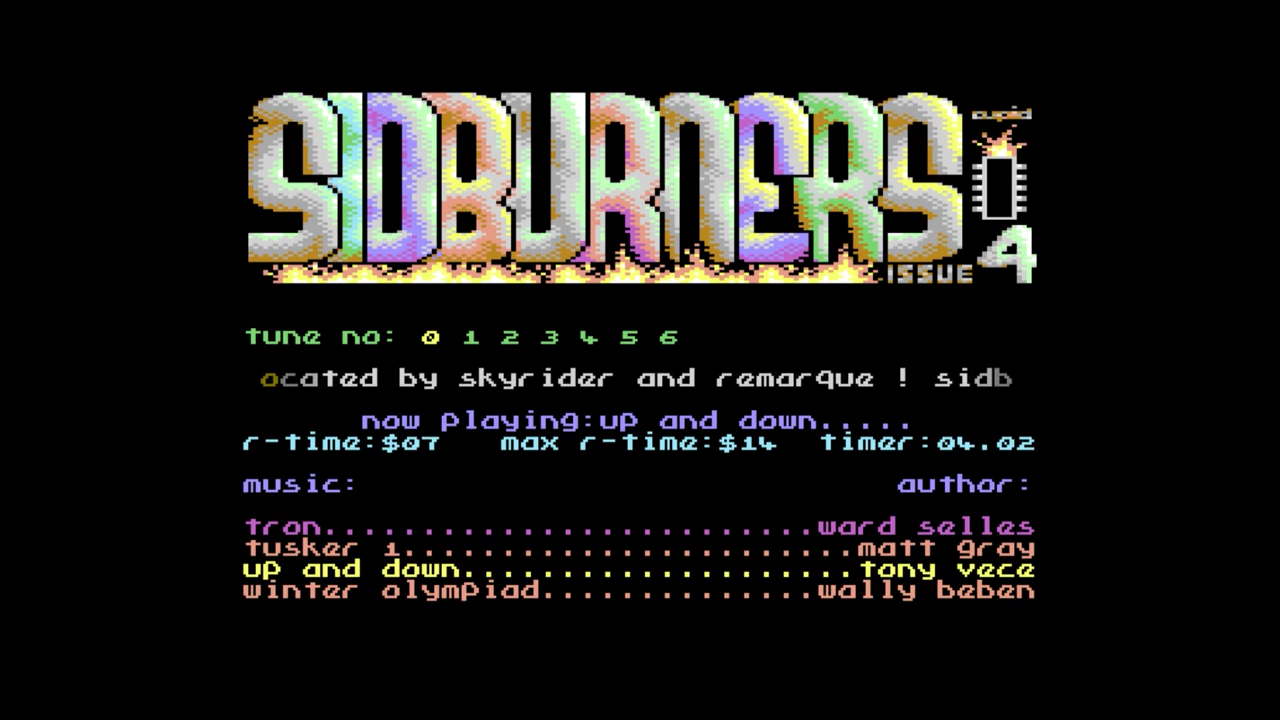 SIDBURNERS
cupid
ISSUE 4
tune no: 0 1 2 3 4 5 6
ocated by skyrider and remarque ! sidb
now playing:up and down.....
r-time:$07 max r-time:$14 timer:04.02
music: author:
tron.........................ward selles
tusker 1.......................matt gray
up and down....................tony vece
winter olympiad..............wally beben